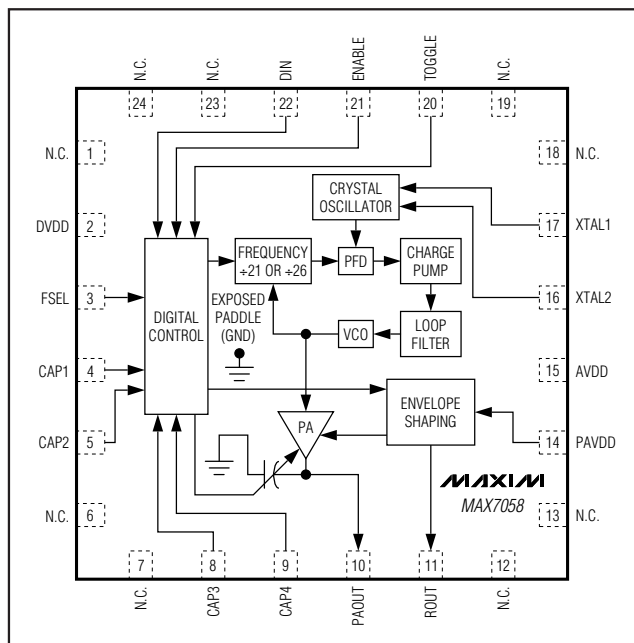 N.C.
N.C.
DIN
ENABLE
TOGGLE
N.C.
24
23
22
21
20
19
N.C. 1
18 N.C.
DVDD 2
CRYSTAL
OSCILLATOR
17 XTAL1
FREQUENCY
÷21 OR ÷26
PFD
CHARGE
PUMP
FSEL 3
16 XTAL2
DIGITAL
CONTROL
EXPOSED
PADDLE
(GND)
VCO
LOOP
FILTER
CAP1 4
15 AVDD
PA
ENVELOPE
SHAPING
CAP2 5
14 PAVDD
MAXIM
MAX7058
N.C. 6
13 N.C.
7
8
9
10
11
12
N.C.
CAP3
CAP4
PAOUT
ROUT
N.C.